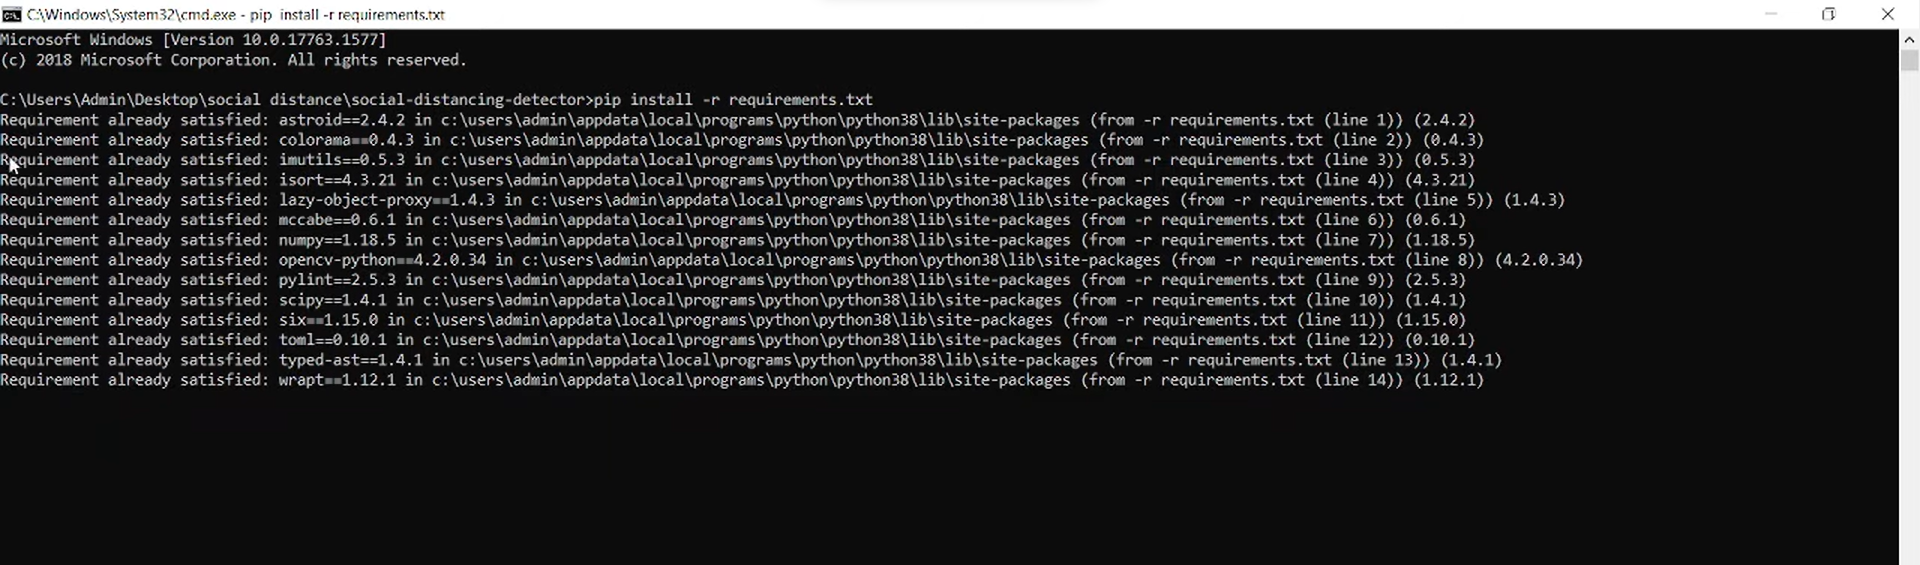 C:\Windows\System32\cmd.exe - pip  install -r requirements.txt
Microsoft Windows [Version 10.0.17763.1577]
(c) 2018 Microsoft Corporation. All rights reserved.
C:\Users\Admin\Desktop\social distance\social-distancing-detector>pip install -r requirements.txt
Requirement already satisfied: astroid==2.4.2 in c:\users\admin\appdata\local\programs\python\python38\lib\site-packages (from -r requirements.txt (line 1)) (2.4.2)
Requirement already satisfied: colorama==0.4.3 in c:\users\admin\appdata\local\programs\python\python38\lib\site-packages (from -r requirements.txt (line 2)) (0.4.3)
Requirement already satisfied: imutils==0.5.3 in c:\users\admin\appdata\local\programs\python\python38\lib\site-packages (from -r requirements.txt (line 3)) (0.5.3)
Requirement already satisfied: isort==4.3.21 in c:\users\admin\appdata\local\programs\python\python38\lib\site-packages (from -r requirements.txt (line 4)) (4.3.21)
Requirement already satisfied: lazy-object-proxy==1.4.3 in c:\users\admin\appdata\local\programs\python\python38\lib\site-packages (from -r requirements.txt (line 5)) (1.4.3)
Requirement already satisfied: mccabe==0.6.1 in c:\users\admin\appdata\local\programs\python\python38\lib\site-packages (from -r requirements.txt (line 6)) (0.6.1)
Requirement already satisfied: numpy==1.18.5 in c:\users\admin\appdata\local\programs\python\python38\lib\site-packages (from -r requirements.txt (line 7)) (1.18.5)
Requirement already satisfied: opencv-python==4.2.0.34 in c:\users\admin\appdata\local\programs\python\python38\lib\site-packages (from -r requirements.txt (line 8)) (4.2.0.34)
Requirement already satisfied: pylint==2.5.3 in c:\users\admin\appdata\local\programs\python\python38\lib\site-packages (from -r requirements.txt (line 9)) (2.5.3)
Requirement already satisfied: scipy==1.4.1 in c:\users\admin\appdata\local\programs\python\python38\lib\site-packages (from -r requirements.txt (line 10)) (1.4.1)
Requirement already satisfied: six==1.15.0 in c:\users\admin\appdata\local\programs\python\python38\lib\site-packages (from -r requirements.txt (line 11)) (1.15.0)
Requirement already satisfied: toml==0.10.1 in c:\users\admin\appdata\local\programs\python\python38\lib\site-packages (from -r requirements.txt (line 12)) (0.10.1)
Requirement already satisfied: typed-ast==1.4.1 in c:\users\admin\appdata\local\programs\python\python38\lib\site-packages (from -r requirements.txt (line 13)) (1.4.1)
Requirement already satisfied: wrapt==1.12.1 in c:\users\admin\appdata\local\programs\python\python38\lib\site-packages (from -r requirements.txt (line 14)) (1.12.1)